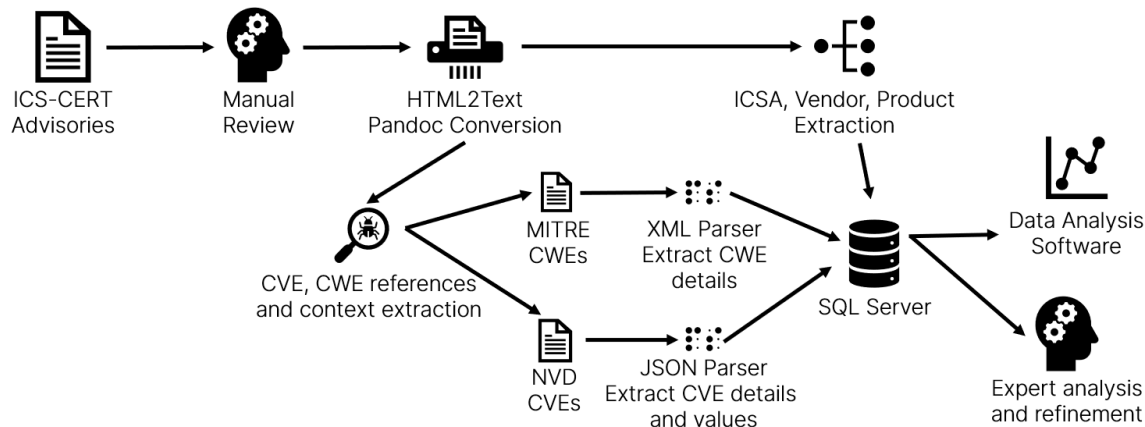 ICS-CERT
Advisories
Manual
Review
HTML2Text
Pandoc Conversion
ICSA, Vendor, Product
Extraction
CVE, CWE references
and context extraction
MITRE
CWEs
XML Parser
Extract CWE
details
NVD
CVEs
JSON Parser
Extract CVE details
and values
SQL Server
Data Analysis
Software
Expert analysis
and refinement